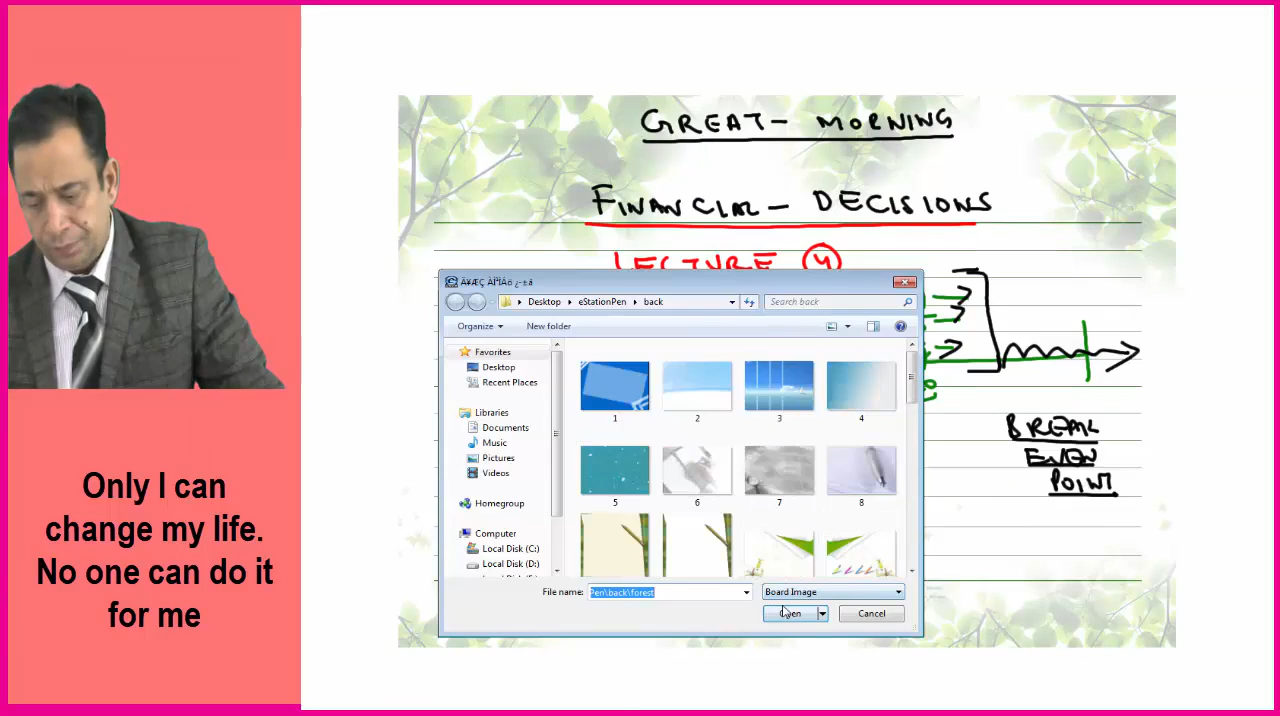 GREAT- MORNING
FINANCIAL- DECISIONS
LECTURE 4
Desktop eStationPen back
Search back
Organize
New folder
Favorites
Desktop
Recent Places
Libraries
Documents
Music
Pictures
Videos
Homegroup
Computer
Local Disk (C:)
Local Disk (D:)
1 2 3 4
5 6 7 8
File name: Pen\back\forest
Board Image
Open
Cancel
BREAK
EVEN
POINT
Only I can
change my life.
No one can do it
for me